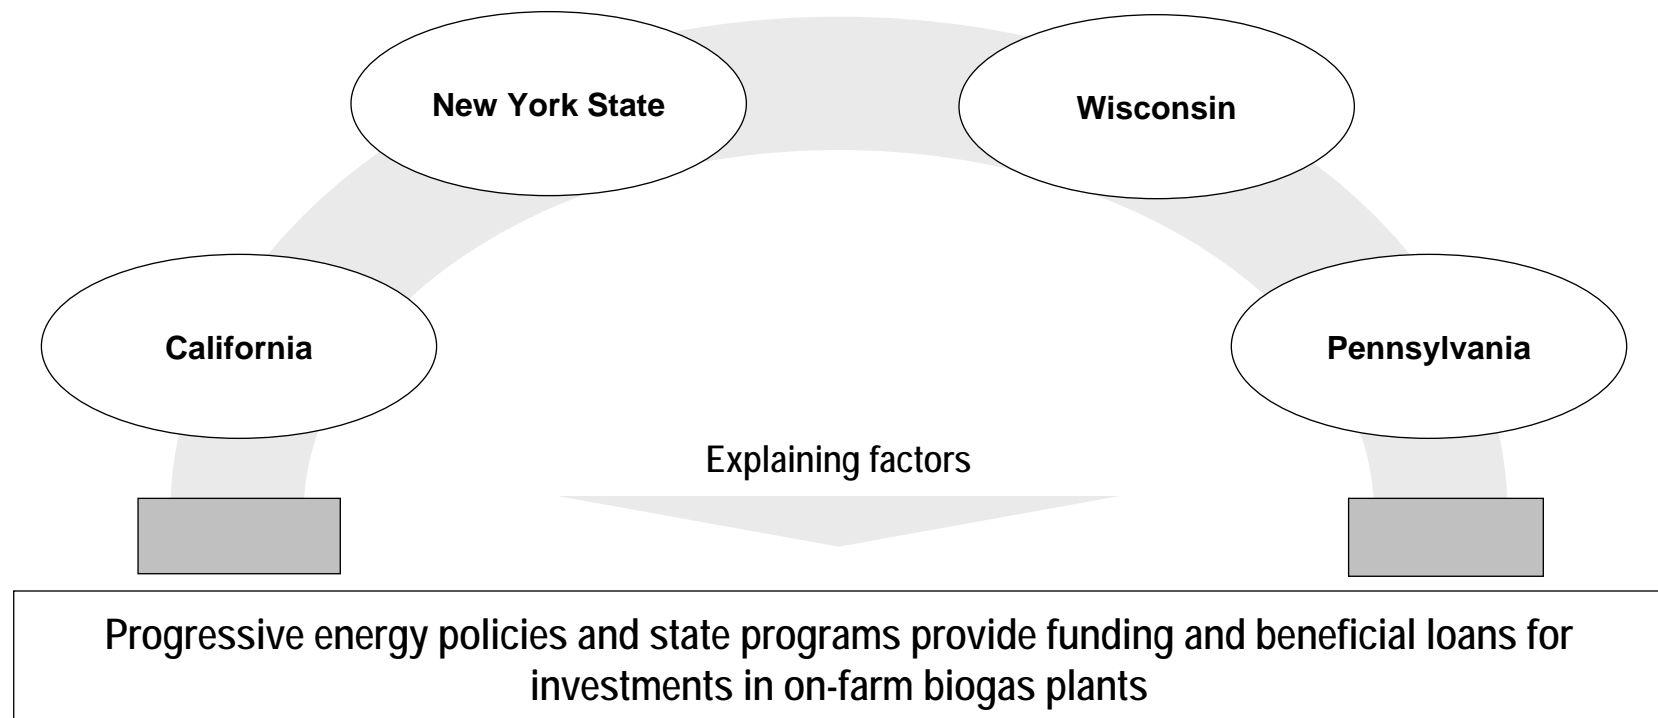 New York State
Wisconsin
California
Pennsylvania
Explaining factors
Progressive energy policies and state programs provide funding and beneficial loans for
investments in on-farm biogas plants